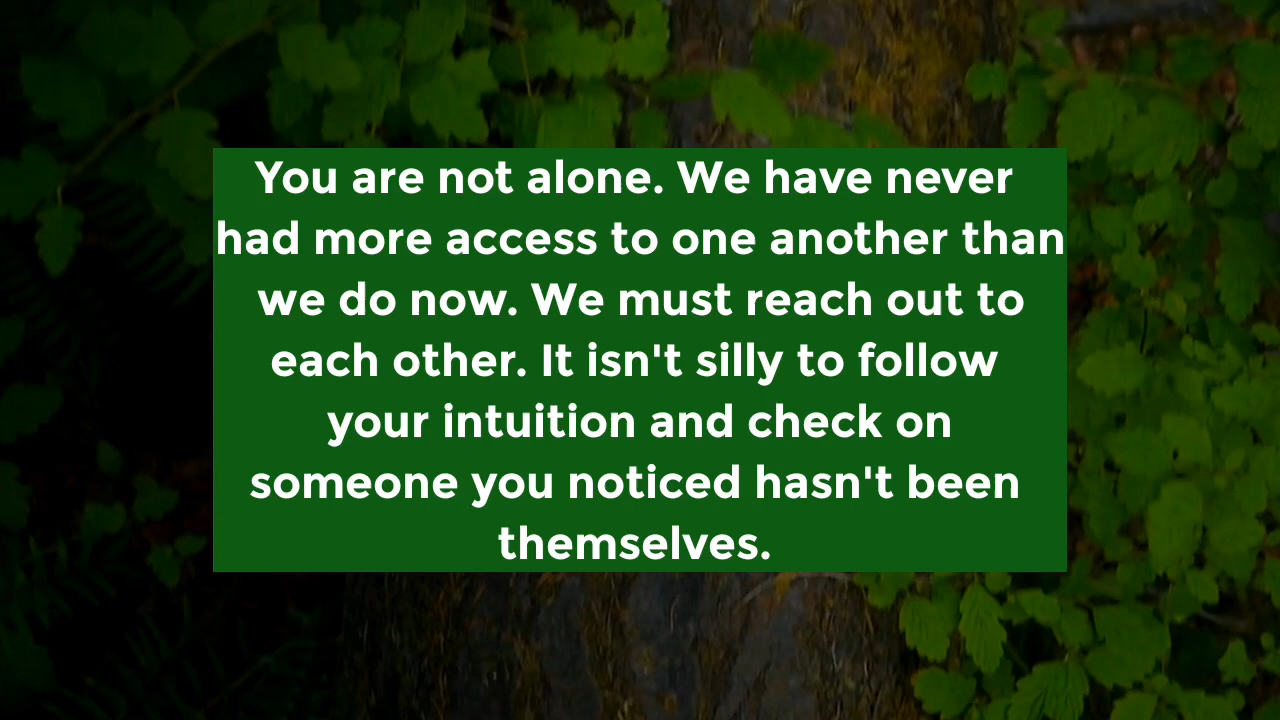 You are not alone. We have never
had more access to one another than
we do now. We must reach out to
each other. It isn't silly to follow
your intuition and check on
someone you noticed hasn't been
themselves.